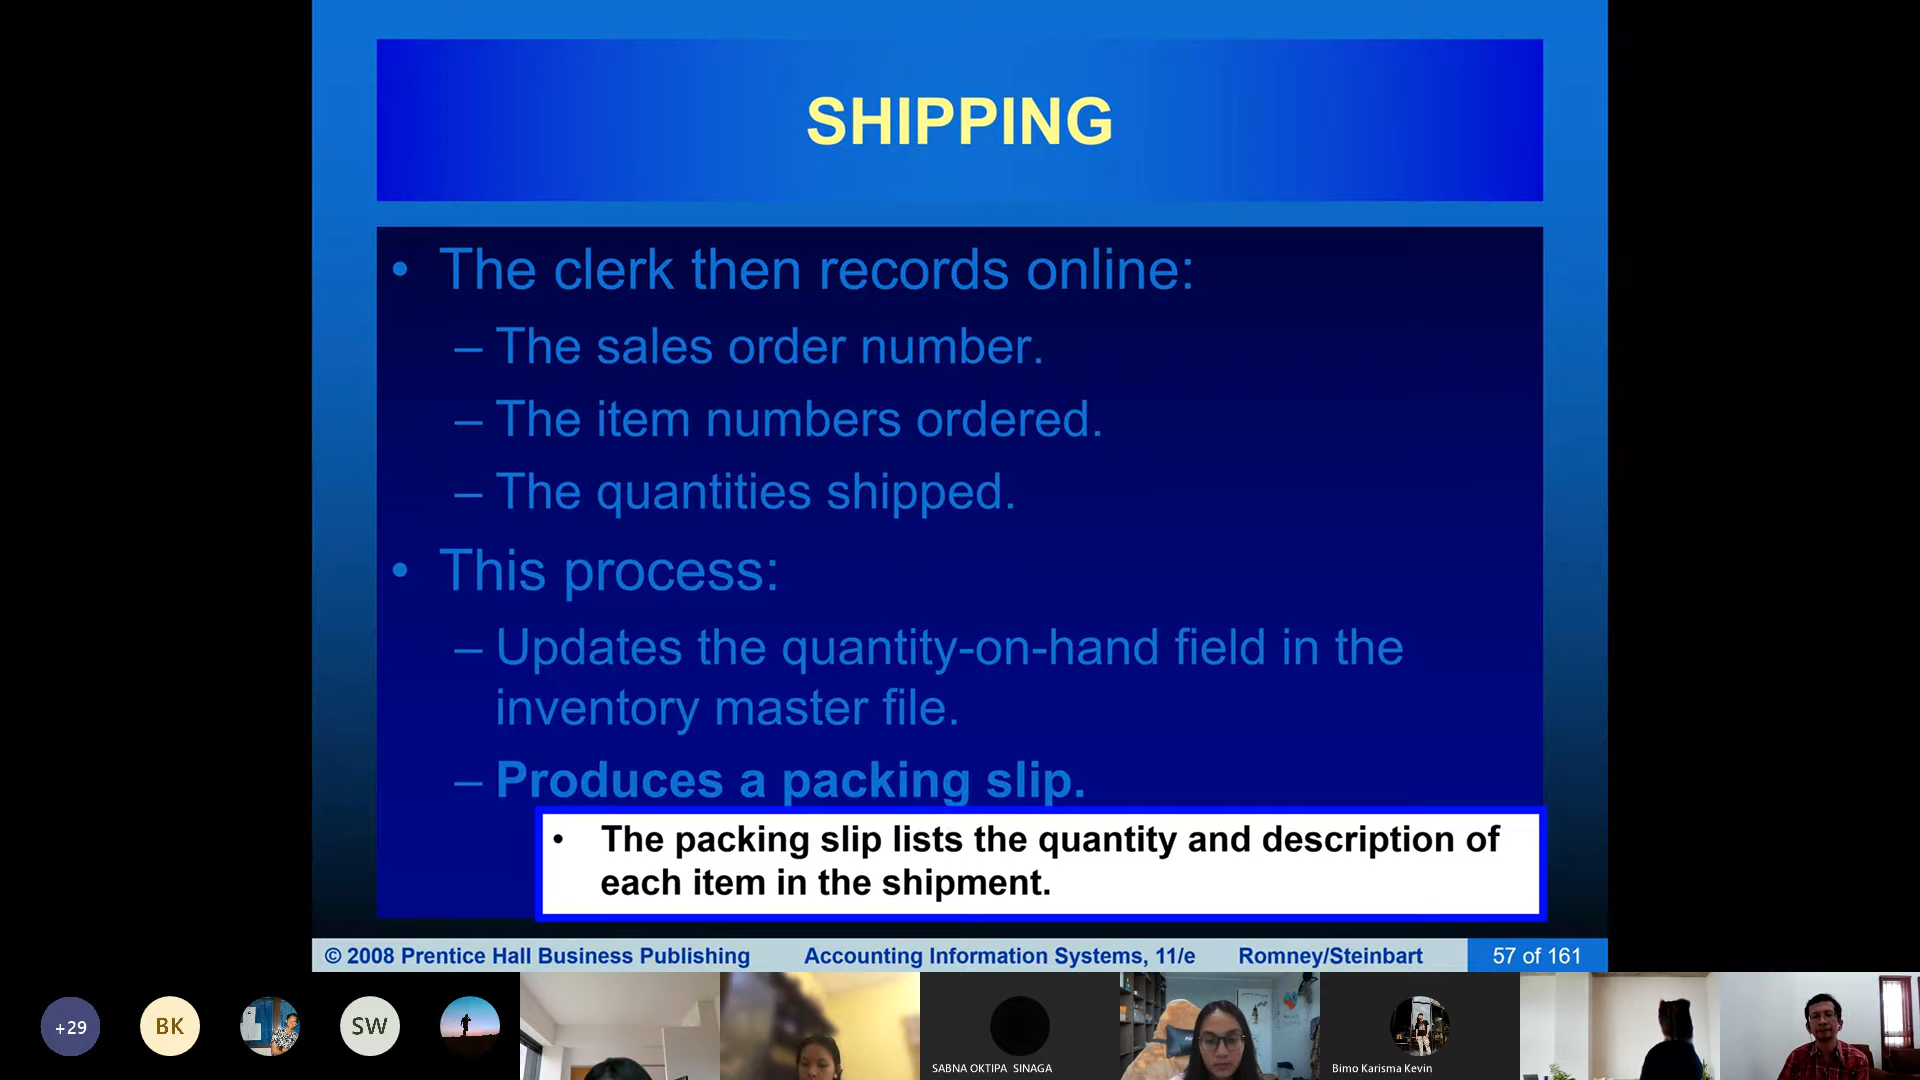 SHIPPING
• The clerk then records online:
– The sales order number.
– The item numbers ordered.
– The quantities shipped.
• This process:
– Updates the quantity-on-hand field in the
inventory master file.
– Produces a packing slip.
• The packing slip lists the quantity and description of
each item in the shipment.
© 2008 Prentice Hall Business Publishing Accounting Information Systems, 11/e Romney/Steinbart 57 of 161
+29 BK SW
SABNA OKTIPA SINAGA Bimo Karisma Kevin